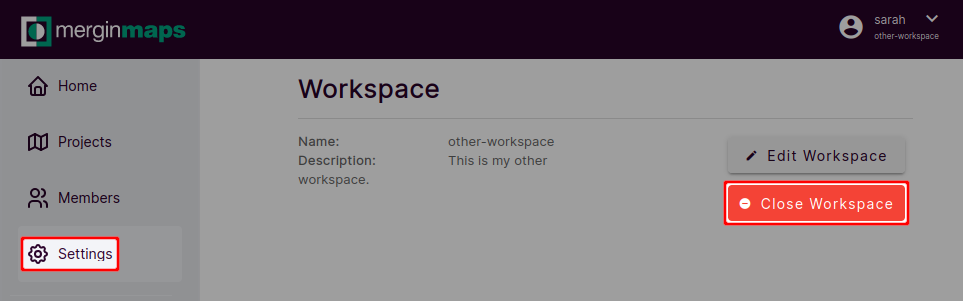 merginmaps
sarah
other-workspace
Home
Projects
Members
Settings
Workspace
Name: other-workspace
Description: This is my other
workspace.
Edit Workspace
Close Workspace